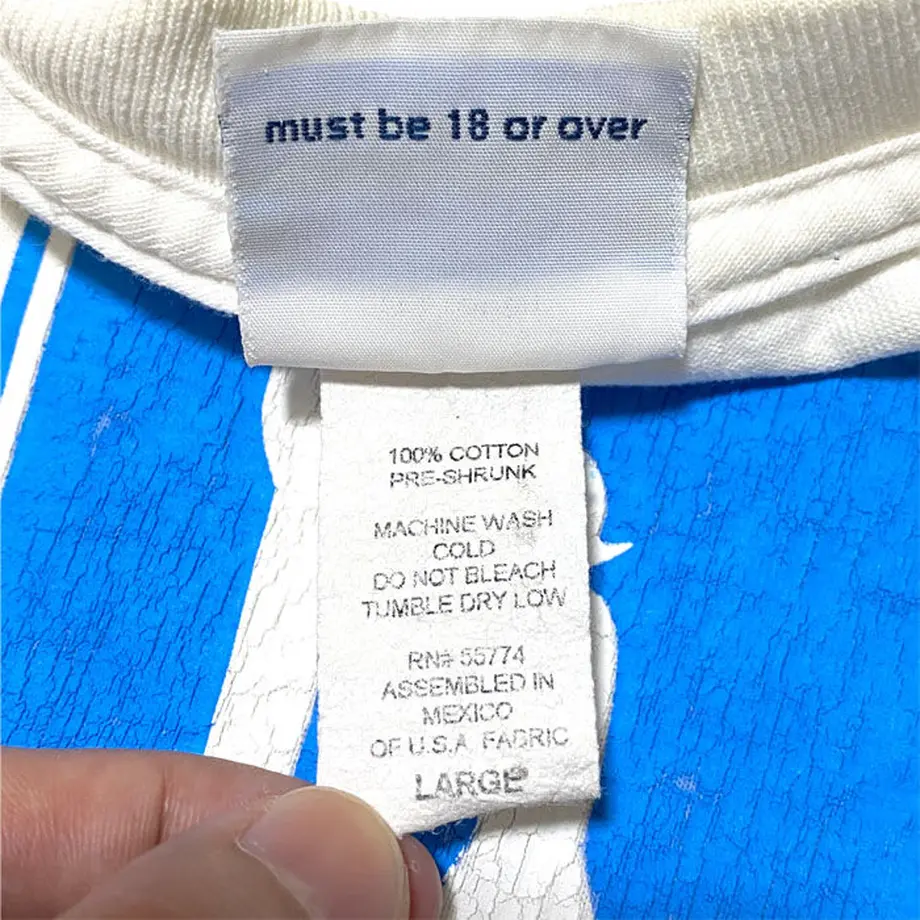 must be 18 or over
100% COTTON
PRE-SHRUNK
MACHINE WASH
COLD
DO NOT BLEACH
TUMBLE DRY LOW
RN# 55774
ASSEMBLED IN
MEXICO
OF U.S.A. FABRIC
LARGE